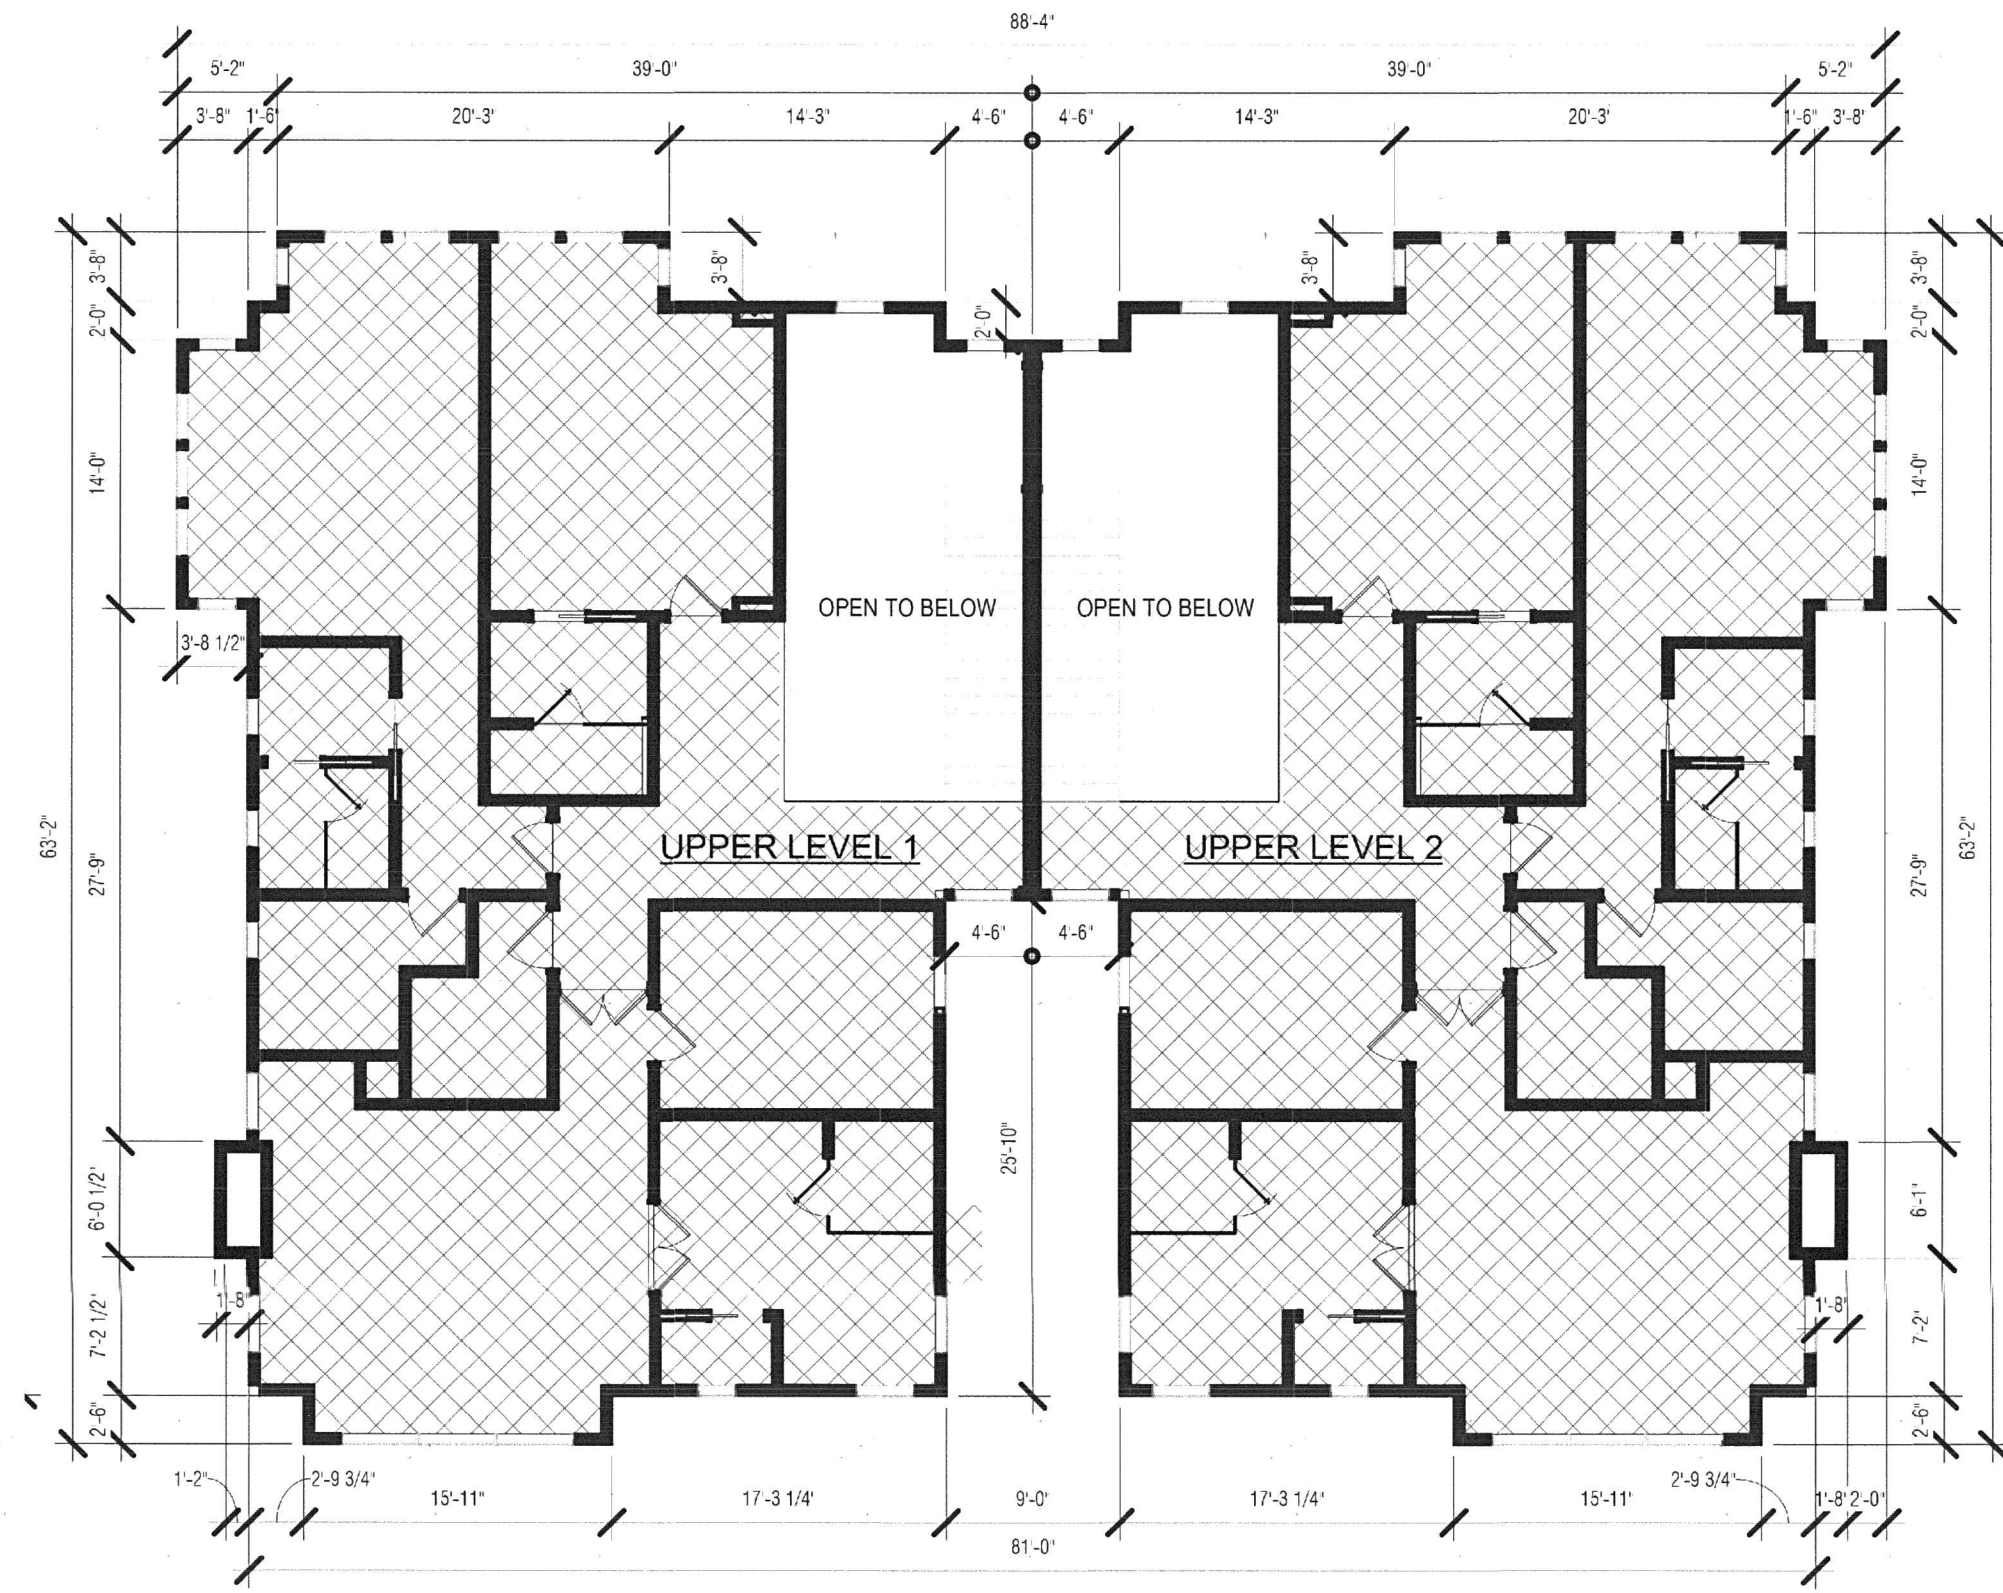 88'-4"
5'-2" 39'-0" 39'-0" 5'-2"
3'-8" 1'-6" 20'-3" 14'-3" 4'-6" 4'-6" 14'-3" 20'-3' 1'-6" 3'-8'
3'-8" 3'-8" 3'-8" 3'-8"
2'-0" 2'-0" 2'-0"
14'-0" 14'-0"
OPEN TO BELOW OPEN TO BELOW
3'-8 1/2"
UPPER LEVEL 1 UPPER LEVEL 2
63'-2" 27'-9" 27'-9" 63'-2"
4'-6" 4'-6"
25'-10"
6'-0 1/2' 6'-1"
1'-8" 1'-8'
7'-2 1/2' 7'-2"
2'-6" 2'-6"
1'-2" 2'-9 3/4" 2'-9 3/4"
15'-11" 17'-3 1/4' 9'-0" 17'-3 1/4" 15'-11' 1'-8' 2'-0'
81'-0"